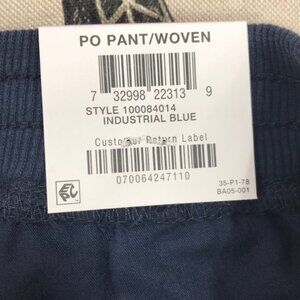 PO PANT/WOVEN
7 32998 22313 9
STYLE 100084014
INDUSTRIAL BLUE
Customer Return Label
070064247110
35-P1-78
BA05-001